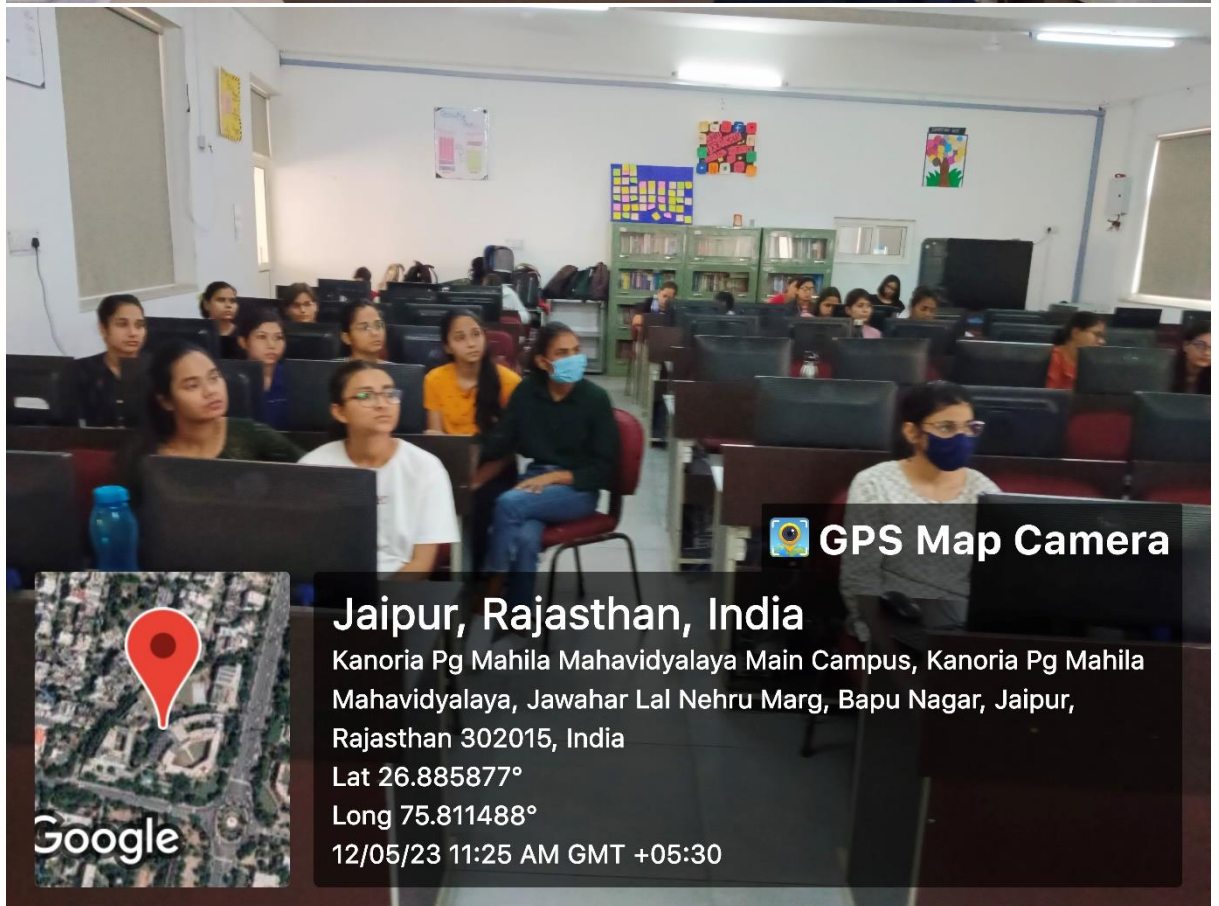 GPS Map Camera
Jaipur, Rajasthan, India
Kanoria Pg Mahila Mahavidyalaya Main Campus, Kanoria Pg Mahila
Mahavidyalaya, Jawahar Lal Nehru Marg, Bapu Nagar, Jaipur,
Rajasthan 302015, India
Lat 26.885877°
Long 75.811488°
12/05/23 11:25 AM GMT +05:30
Google